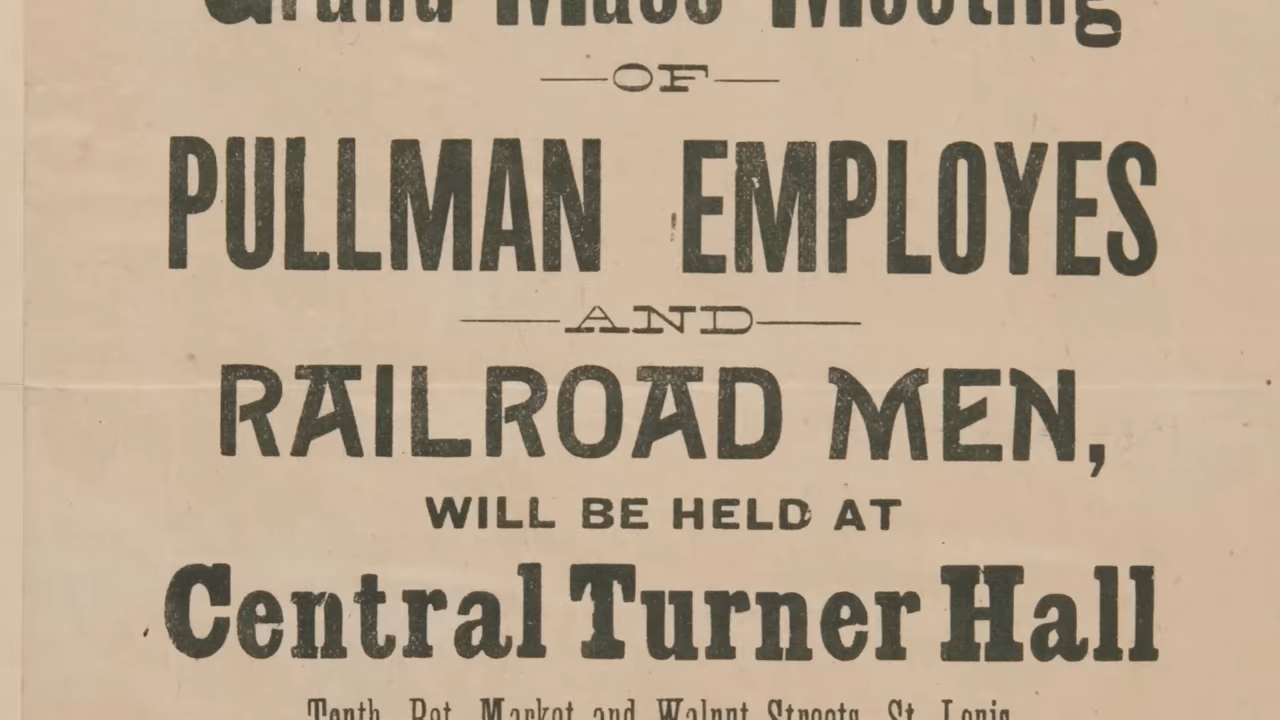 Grand Mass Meeting
—OF—
PULLMAN EMPLOYES
—AND—
RAILROAD MEN,
WILL BE HELD AT
Central Turner Hall
Tenth, Bet. Market and Walnut Streets, St. Louis